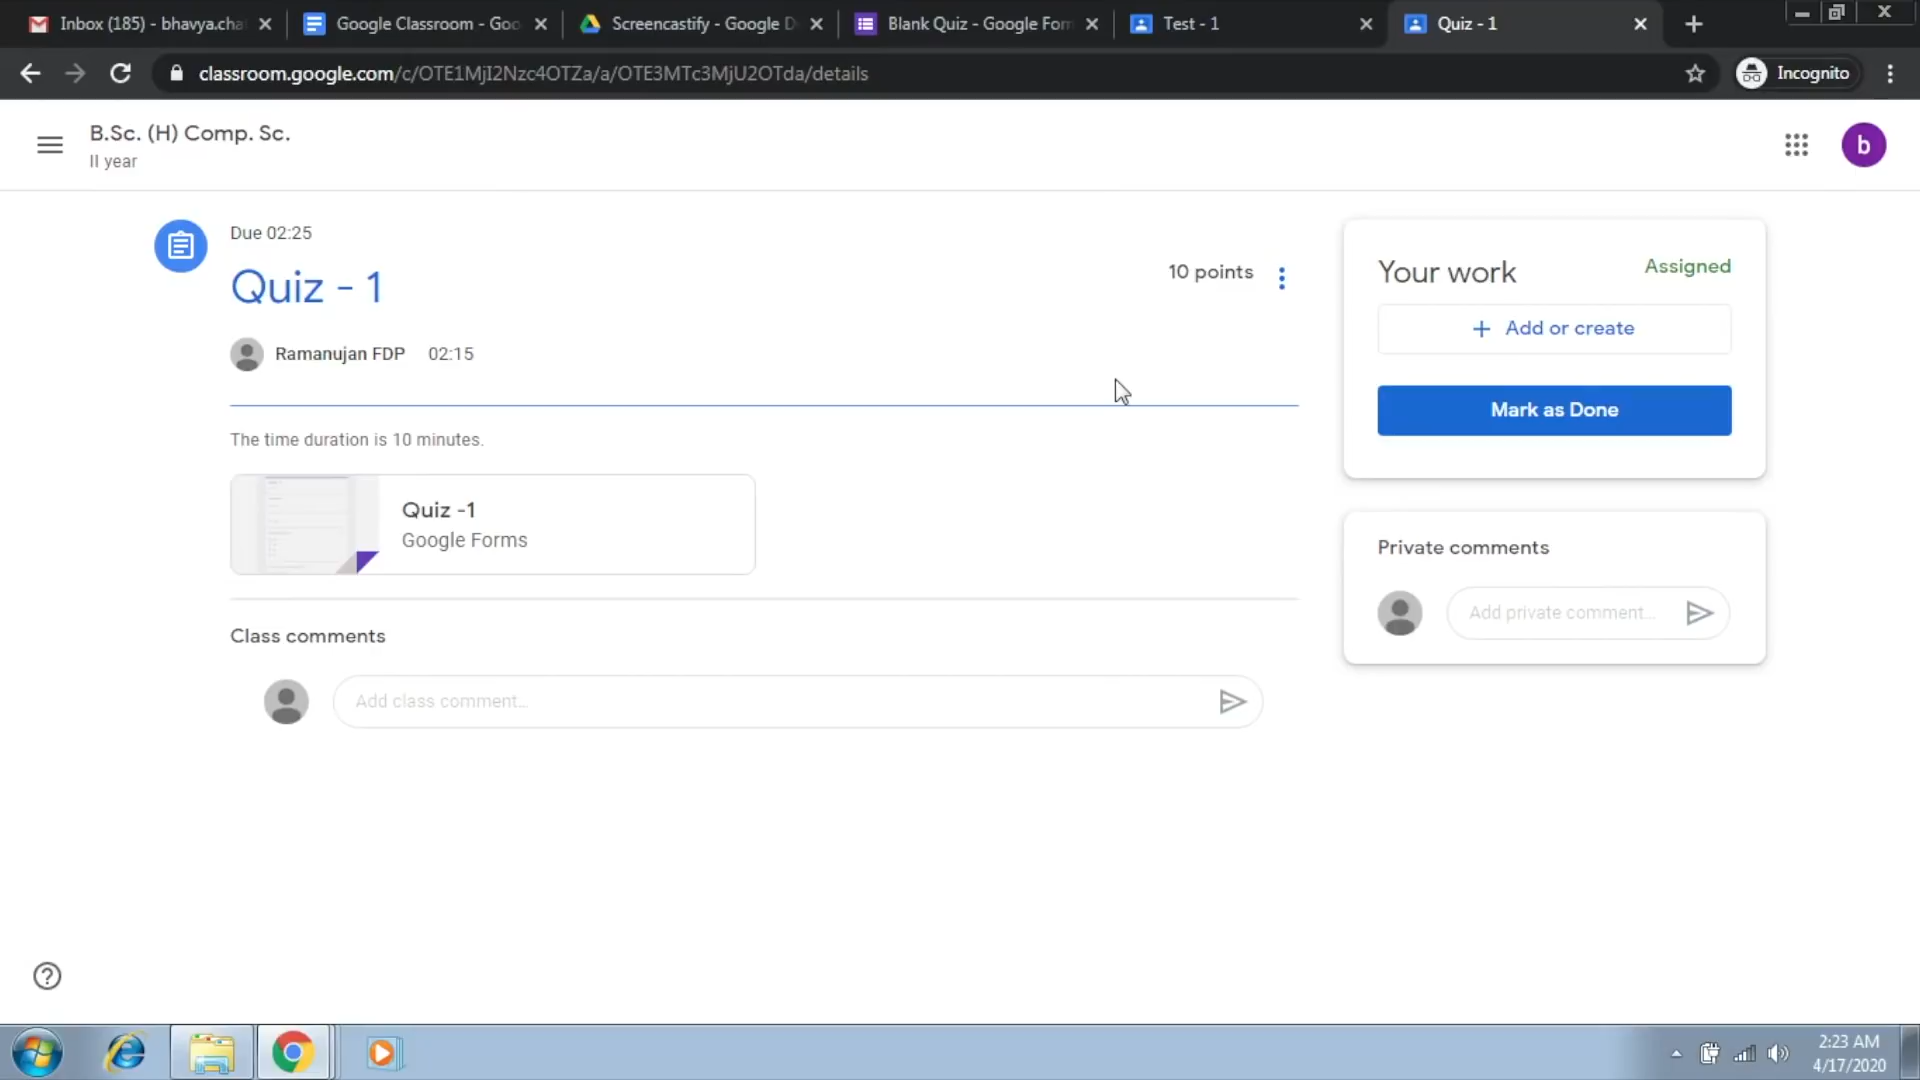 Inbox (185) - bhavya.cha
Google Classroom - Goo
Screencastify - Google D
Blank Quiz - Google For
Test - 1
Quiz - 1
classroom.google.com/c/OTE1MjI2Nzc4OTZa/a/OTE3MTc3MjU2OTda/details
Incognito
B.Sc. (H) Comp. Sc.
II year
b
Due 02:25
Quiz - 1
10 points
Ramanujan FDP 02:15
The time duration is 10 minutes.
Quiz -1
Google Forms
Class comments
Add class comment...
Your work
Assigned
+ Add or create
Mark as Done
Private comments
Add private comment...
2:23 AM
4/17/2020